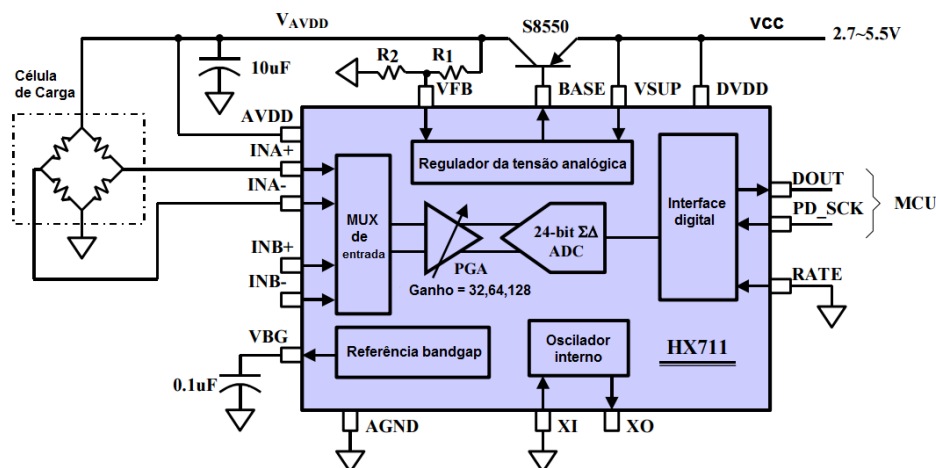 V_AVDD
S8550
VCC
2.7~5.5V
Célula
de Carga
10uF
R2
R1
VFB
BASE
VSUP
DVDD
AVDD
INA+
INA-
INB+
INB-
VBG
0.1uF
Regulador da tensão analógica
MUX
de
entrada
PGA
Ganho = 32,64,128
24-bit ΣΔ
ADC
Interface
digital
DOUT
PD_SCK
MCU
RATE
Referência bandgap
Oscilador
interno
HX711
AGND
XI
XO